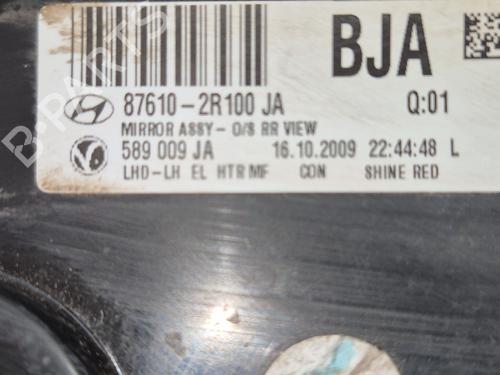 BJA
87610-2R100 JA Q:01
MIRROR ASSY- O/S RR VIEW
589 009 JA 16.10.2009 22:44:48 L
LHD-LH EL HTR MF CON SHINE RED
B-PARTS